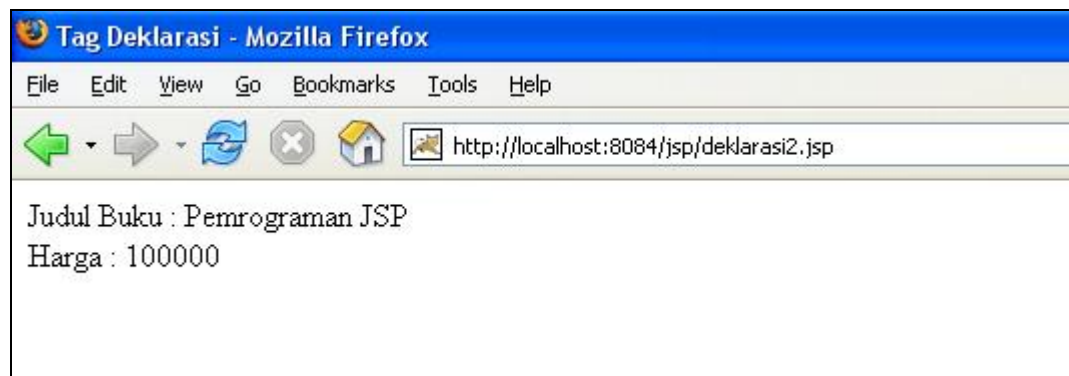 Tag Deklarasi - Mozilla Firefox
File Edit View Go Bookmarks Tools Help
http://localhost:8084/jsp/deklarasi2.jsp
Judul Buku : Pemrograman JSP
Harga : 100000